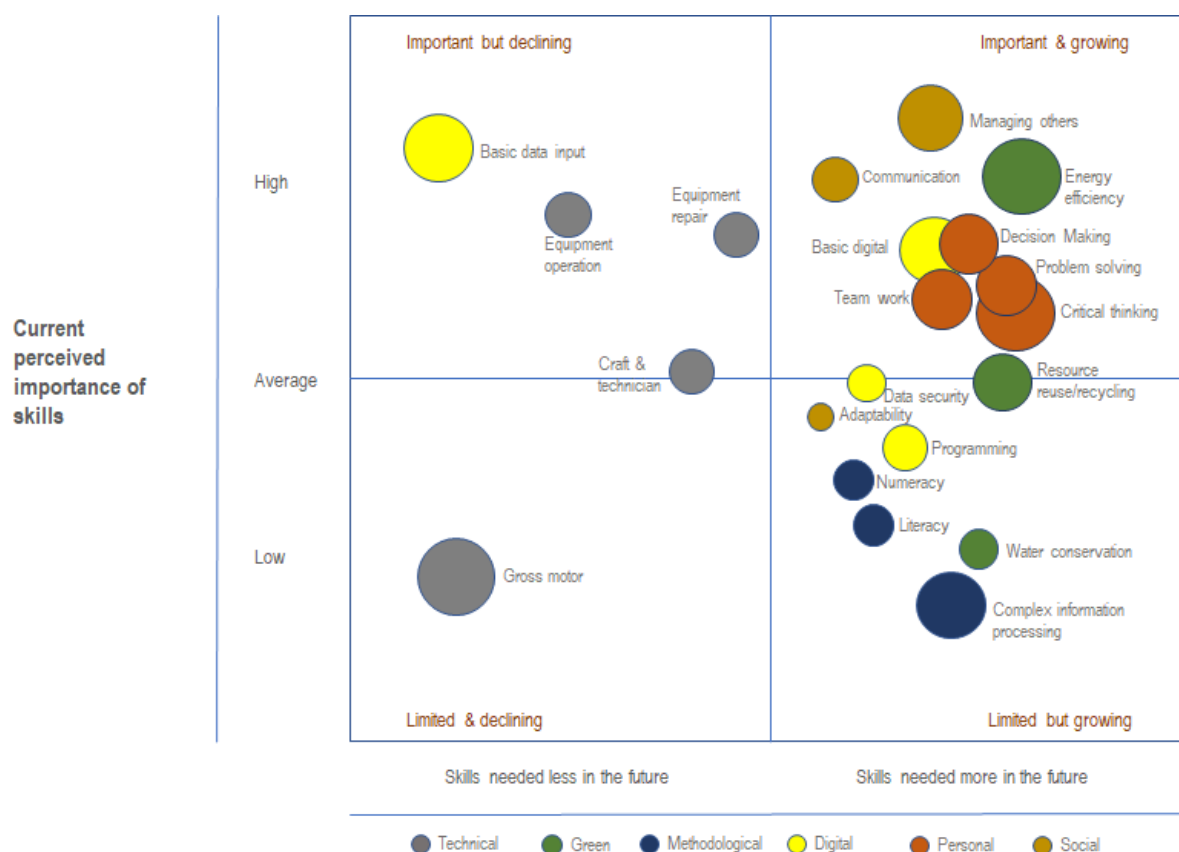 Important but declining
Important & growing
Managing others
Basic data input
High
Communication
Energy
efficiency
Equipment
repair
Equipment
operation
Decision Making
Basic digital
Problem solving
Team work
Critical thinking
Current
perceived
importance of
skills
Average
Craft &
technician
Resource
reuse/recycling
Data security
Adaptability
Programming
Numeracy
Literacy
Low
Water conservation
Gross motor
Complex information
processing
Limited & declining
Limited but growing
Skills needed less in the future
Skills needed more in the future
Technical
Green
Methodological
Digital
Personal
Social